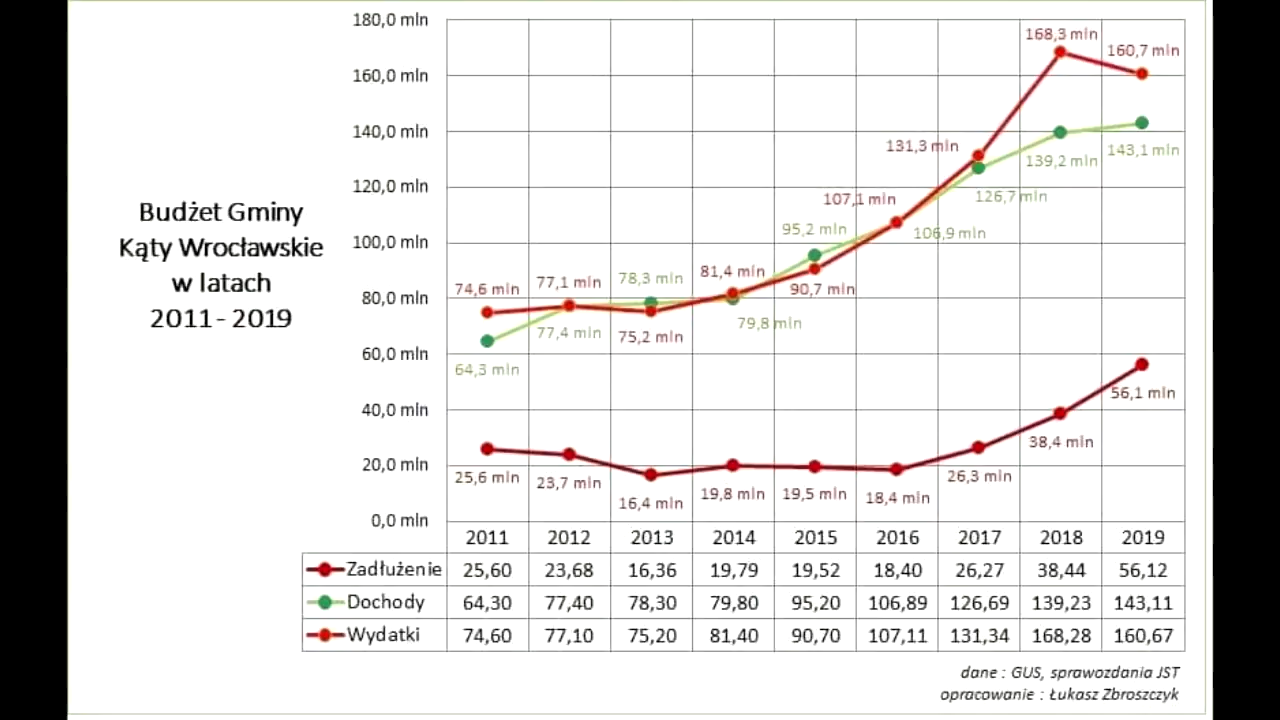 Budżet Gminy
Kąty Wrocławskie
w latach
2011 - 2019
180,0 mln
160,0 mln
140,0 mln
120,0 mln
100,0 mln
80,0 mln
60,0 mln
40,0 mln
20,0 mln
0,0 mln
74,6 mln 77,1 mln 75,2 mln 81,4 mln 90,7 mln 107,1 mln 131,3 mln 168,3 mln 160,7 mln
64,3 mln 77,4 mln 78,3 mln 79,8 mln 95,2 mln 106,9 mln 126,7 mln 139,2 mln 143,1 mln
25,6 mln 23,7 mln 16,4 mln 19,8 mln 19,5 mln 18,4 mln 26,3 mln 38,4 mln 56,1 mln
2011 2012 2013 2014 2015 2016 2017 2018 2019
Zadłużenie 25,60 23,68 16,36 19,79 19,52 18,40 26,27 38,44 56,12
Dochody 64,30 77,40 78,30 79,80 95,20 106,89 126,69 139,23 143,11
Wydatki 74,60 77,10 75,20 81,40 90,70 107,11 131,34 168,28 160,67
dane : GUS, sprawozdania JST
opracowanie : Łukasz Zbroszczyk